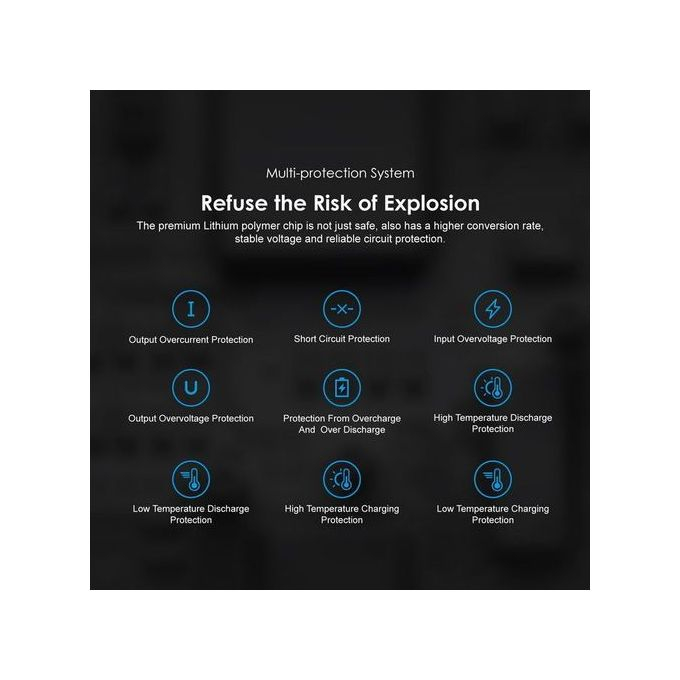 Multi-protection System
Refuse the Risk of Explosion
The premium Lithium polymer chip is not just safe, also has a higher conversion rate,
stable voltage and reliable circuit protection.
I
Output Overcurrent Protection
Short Circuit Protection
Input Overvoltage Protection
U
Output Overvoltage Protection
Protection From Overcharge
And Over Discharge
High Temperature Discharge
Protection
Low Temperature Discharge
Protection
High Temperature Charging
Protection
Low Temperature Charging
Protection